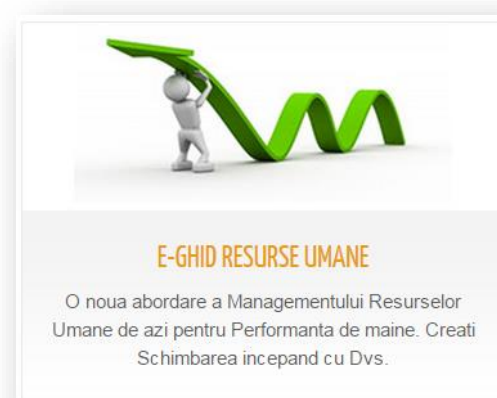 E-GHID RESURSE UMANE
O noua abordare a Managementului Resurselor
Umane de azi pentru Performanta de maine. Creati
Schimbarea incepand cu Dvs.